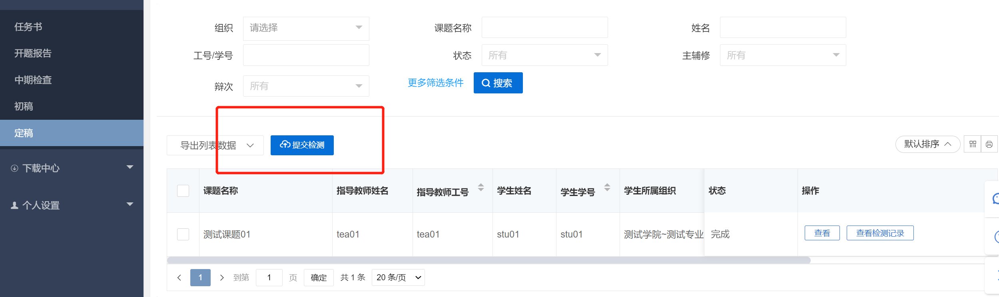 任务书
开题报告
中期检查
初稿
定稿
下载中心
个人设置
组织 请选择 课题名称 姓名
工号/学号 状态 所有 主辅修 所有
辩次 所有 更多筛选条件 搜索
导出列表数据 提交检测 默认排序
课题名称 指导教师姓名 指导教师工号 学生姓名 学生学号 学生所属组织 状态 操作
测试课题01 tea01 tea01 stu01 stu01 测试学院~测试专业 完成 查看 查看检测记录
1 到第 1 页 确定 共 1 条 20 条/页